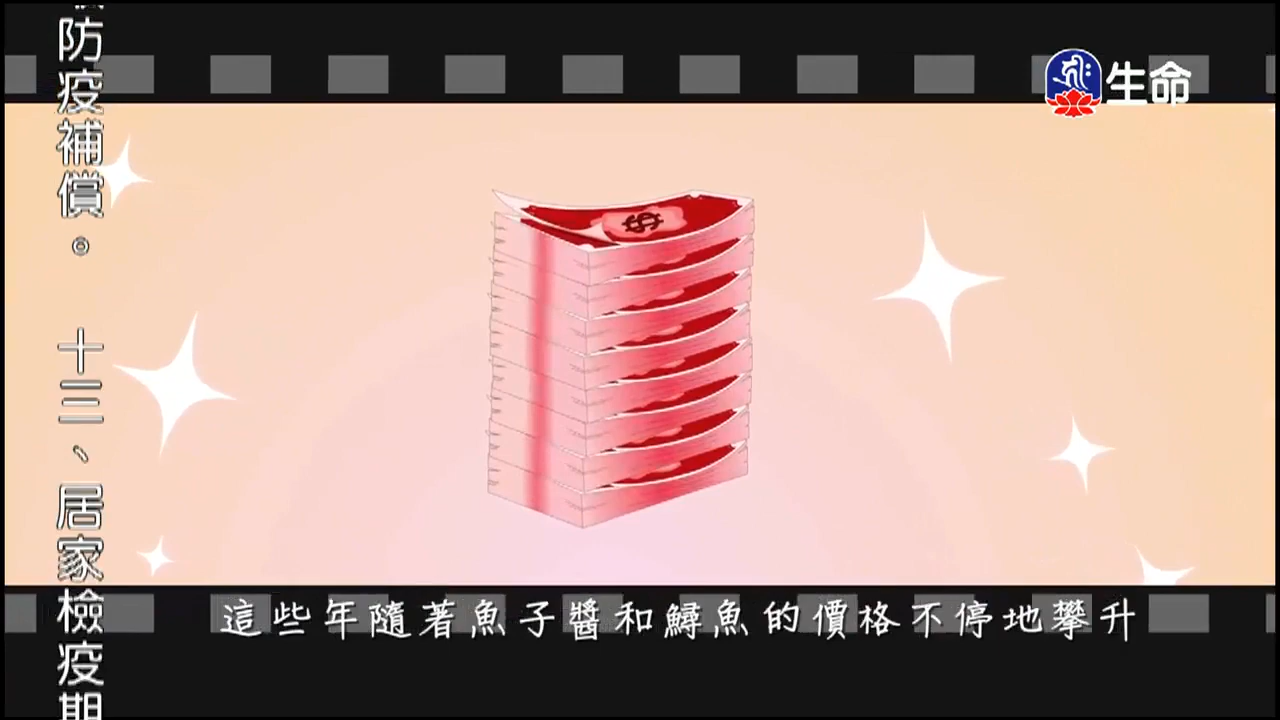 防疫補償。 十三、居家檢疫期
生命
$
這些年隨著魚子醬和鱘魚的價格不停地攀升